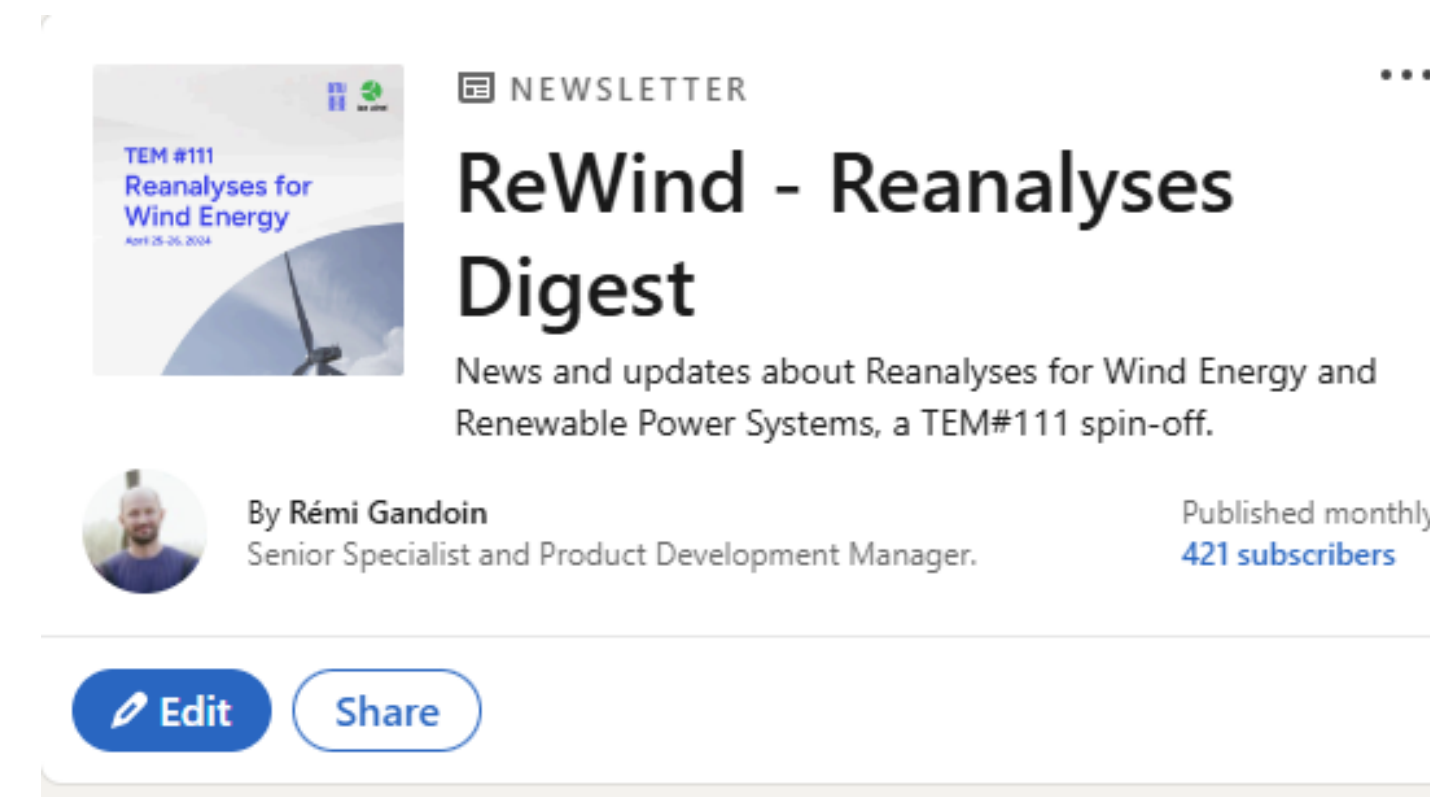 TEM #111
Reanalyses for
Wind Energy
April 25-26, 2024
NEWSLETTER
ReWind - Reanalyses
Digest
News and updates about Reanalyses for Wind Energy and
Renewable Power Systems, a TEM#111 spin-off.
By Rémi Gandoin
Senior Specialist and Product Development Manager.
Published monthly
421 subscribers
Edit
Share